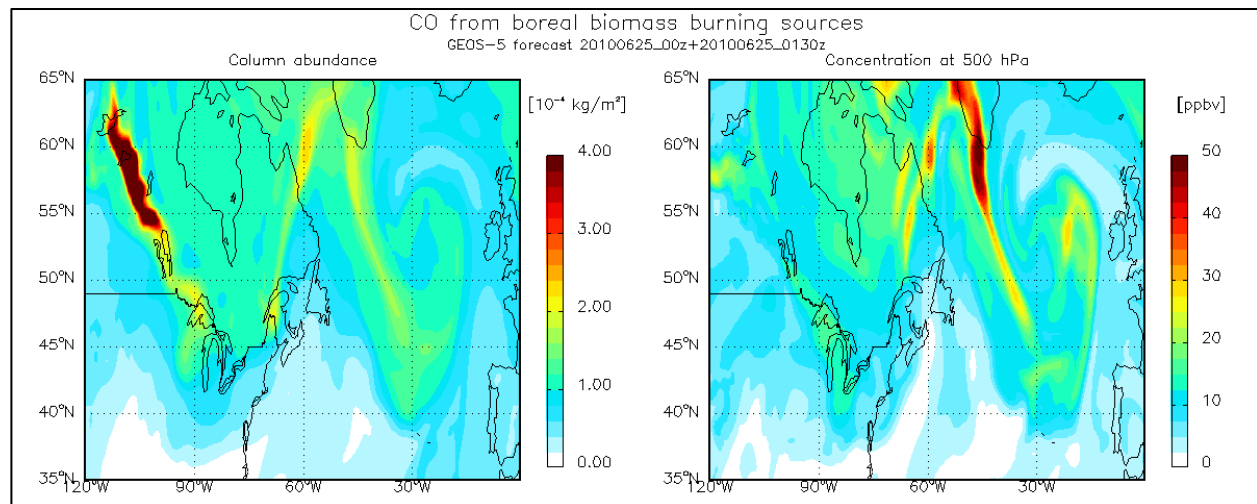 CO from boreal biomass burning sources
GEOS-5 forecast 20100625_00z+20100625_0130z
Column abundance
[10⁻⁴ kg/m²]
65°N
60°N
55°N
50°N
45°N
40°N
35°N
120°W
90°W
60°W
30°W
4.00
3.00
2.00
1.00
0.00
Concentration at 500 hPa
[ppbv]
65°N
60°N
55°N
50°N
45°N
40°N
35°N
120°W
90°W
60°W
30°W
50
40
30
20
10
0